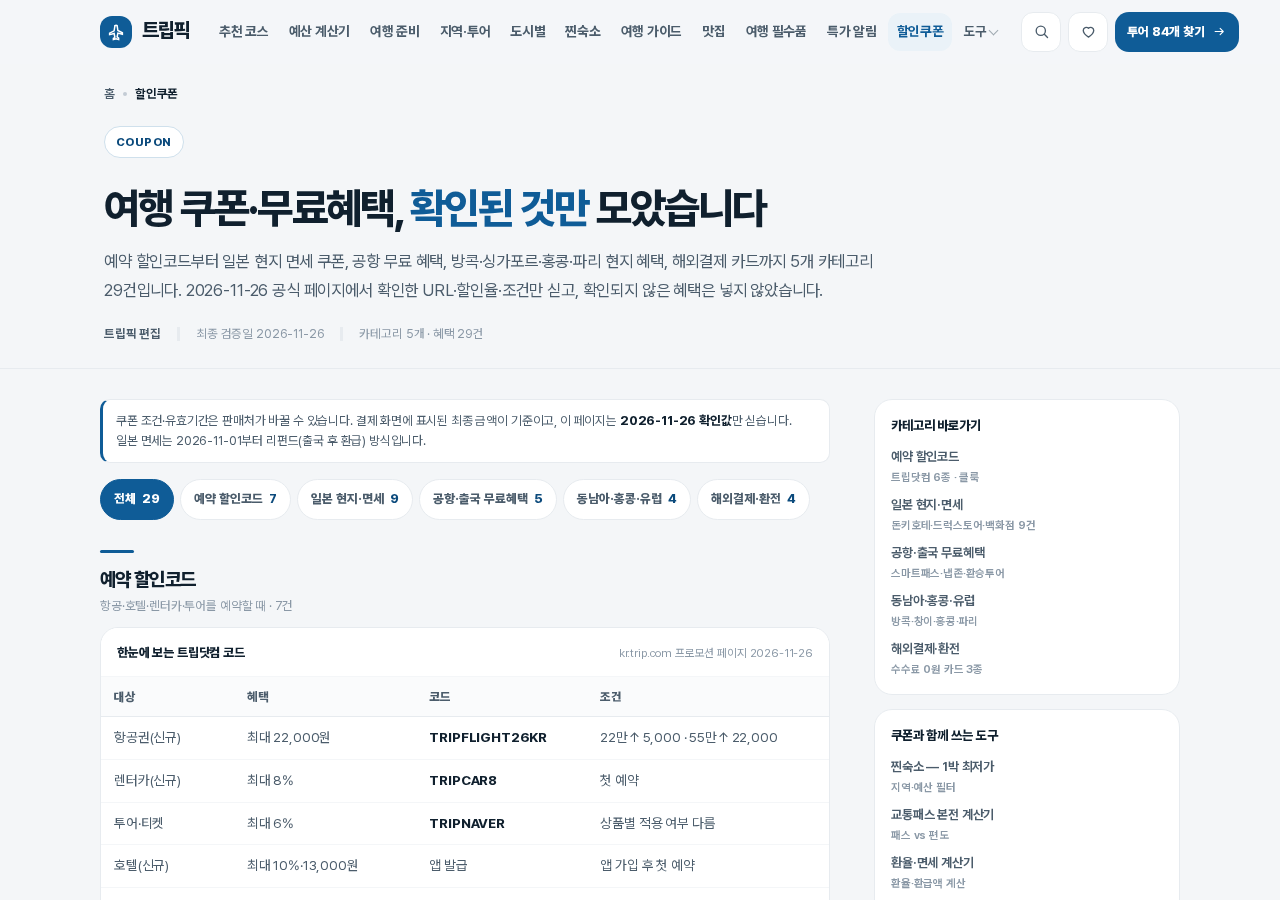 트립픽
추천 코스 예산 계산기 여행 준비 지역·투어 도시별 찐숙소 여행 가이드 맛집 여행 필수품 특가 알림 할인쿠폰 도구
투어 84개 찾기 →
홈 • 할인쿠폰
COUPON
여행 쿠폰·무료혜택, 확인된 것만 모았습니다
예약 할인코드부터 일본 현지 면세 쿠폰, 공항 무료 혜택, 방콕·싱가포르·홍콩·파리 현지 혜택, 해외결제 카드까지 5개 카테고리
29건입니다. 2026-11-26 공식 페이지에서 확인한 URL·할인율·조건만 싣고, 확인되지 않은 혜택은 넣지 않았습니다.
트립픽 편집 | 최종 검증일 2026-11-26 | 카테고리 5개 · 혜택 29건
쿠폰 조건·유효기간은 판매처가 바꿀 수 있습니다. 결제 화면에 표시된 최종 금액이 기준이고, 이 페이지는 2026-11-26 확인값만 싣습니다.
일본 면세는 2026-11-01부터 리펀드(출국 후 환급) 방식입니다.
전체 29 예약 할인코드 7 일본 현지·면세 9 공항·출국 무료혜택 5 동남아·홍콩·유럽 4 해외결제·환전 4
예약 할인코드
항공·호텔·렌터카·투어를 예약할 때 · 7건
한눈에 보는 트립닷컴 코드 kr.trip.com 프로모션 페이지 2026-11-26
대상 혜택 코드 조건
항공권(신규) 최대 22,000원 TRIPFLIGHT26KR 22만↑ 5,000 · 55만↑ 22,000
렌터카(신규) 최대 8% TRIPCAR8 첫 예약
투어·티켓 최대 6% TRIPNAVER 상품별 적용 여부 다름
호텔(신규) 최대 10%·13,000원 앱 발급 앱 가입 후 첫 예약
카테고리 바로가기
예약 할인코드
트립닷컴 6종 · 클룩
일본 현지·면세
돈키호테·드럭스토어·백화점 9건
공항·출국 무료혜택
스마트패스·냅존·환승투어
동남아·홍콩·유럽
방콕·창이·홍콩·파리
해외결제·환전
수수료 0원 카드 3종
쿠폰과 함께 쓰는 도구
찐숙소 — 1박 최저가
지역·예산 필터
교통패스 본전 계산기
패스 vs 편도
환율·면세 계산기
환율·환급액 계산